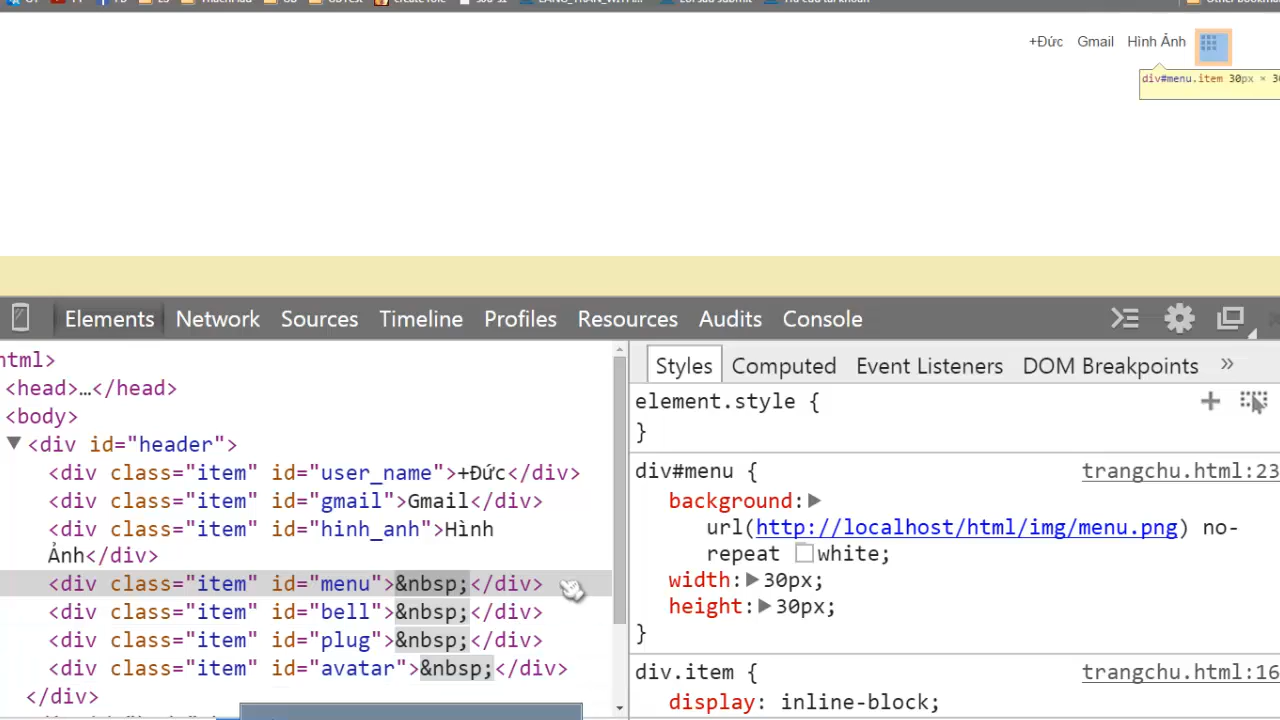 +Đức Gmail Hình Ảnh
div#menu.item 30px ×
Elements Network Sources Timeline Profiles Resources Audits Console
html>
<head>…</head>
<body>
<div id="header">
<div class="item" id="user_name">+Đức</div>
<div class="item" id="gmail">Gmail</div>
<div class="item" id="hinh_anh">Hình
Ảnh</div>
<div class="item" id="menu">&nbsp;</div>
<div class="item" id="bell">&nbsp;</div>
<div class="item" id="plug">&nbsp;</div>
<div class="item" id="avatar">&nbsp;</div>
</div>
Styles Computed Event Listeners DOM Breakpoints »
element.style {
}
div#menu { trangchu.html:23
background:
url(http://localhost/html/img/menu.png) no-
repeat white;
width: 30px;
height: 30px;
}
div.item { trangchu.html:16
display: inline-block;